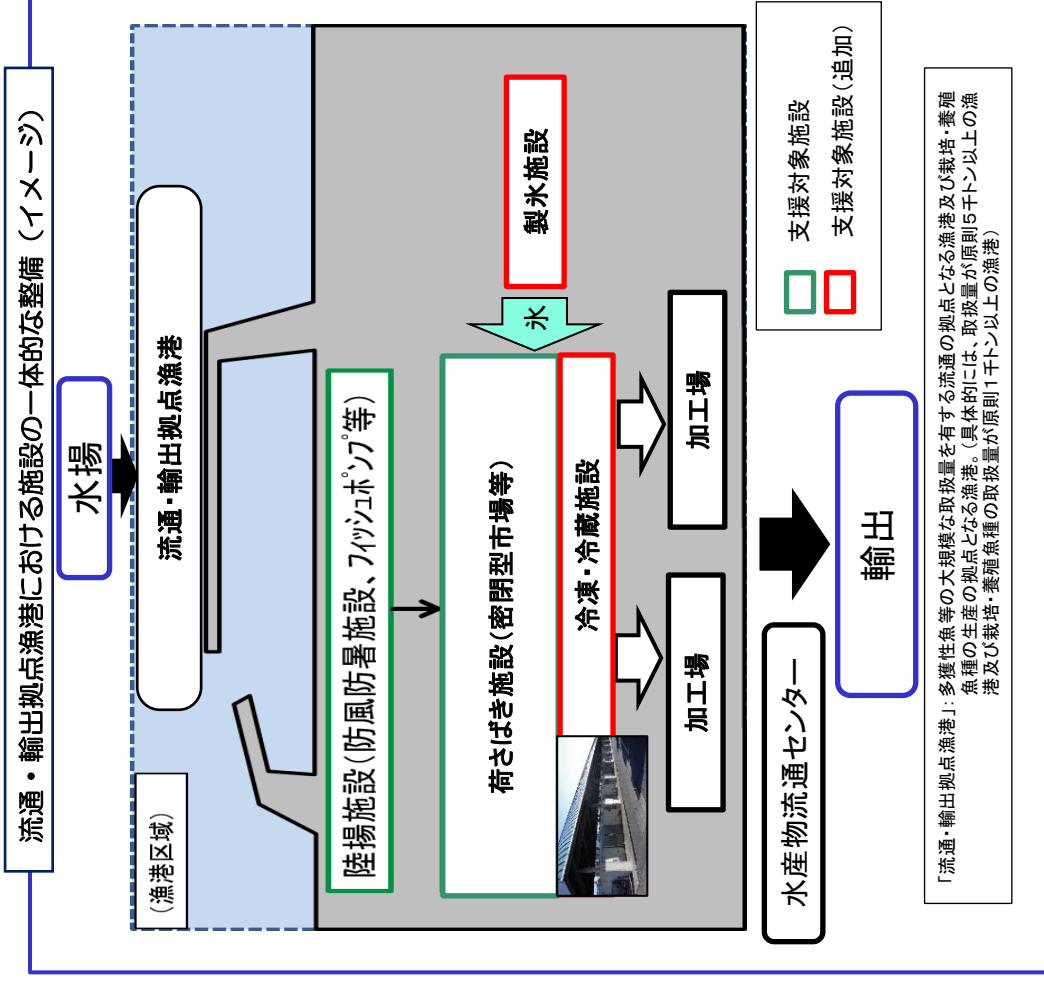 流通・輸出拠点漁港における施設の一体的な整備（イメージ）
水揚
流通・輸出拠点漁港
（漁港区域）
陸揚施設（防風防暑施設、フィッシュポンプ等）
荷さばき施設（密閉型市場等）
冷凍・冷蔵施設
氷
製氷施設
加工場
加工場
水産物流通センター
輸出
支援対象施設
支援対象施設（追加）
「流通・輸出拠点漁港」：多獲性魚等の大規模な取扱量を有する流通の拠点となる漁港及び栽培・養殖
魚種の生産の拠点となる漁港。（具体的には、取扱量が原則５千トン以上の漁
港及び栽培・養殖魚種の取扱量が原則１千トン以上の漁港）